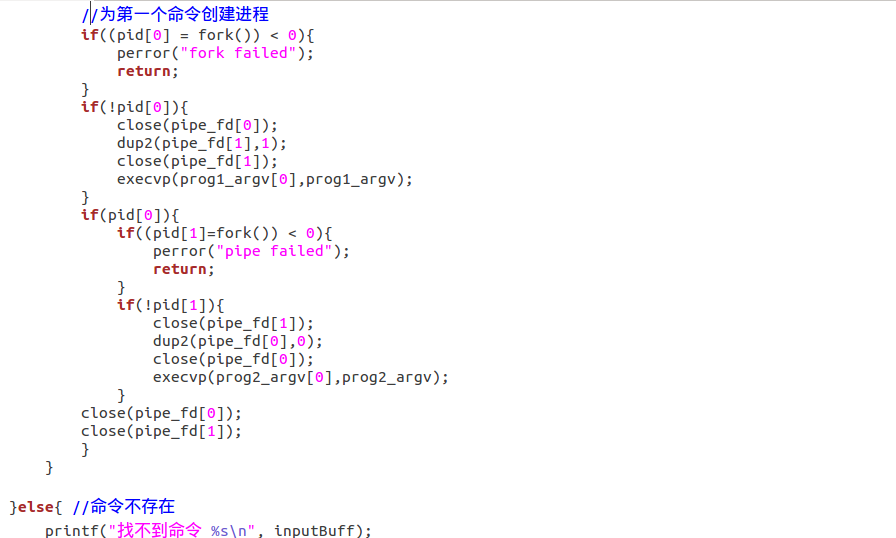 //为第一个命令创建进程
if((pid[0] = fork()) < 0){
perror("fork failed");
return;
}
if(!pid[0]){
close(pipe_fd[0]);
dup2(pipe_fd[1],1);
close(pipe_fd[1]);
execvp(prog1_argv[0],prog1_argv);
}
if(pid[0]){
if((pid[1]=fork()) < 0){
perror("pipe failed");
return;
}
if(!pid[1]){
close(pipe_fd[1]);
dup2(pipe_fd[0],0);
close(pipe_fd[0]);
execvp(prog2_argv[0],prog2_argv);
}
close(pipe_fd[0]);
close(pipe_fd[1]);
}
}
}else{ //命令不存在
printf("找不到命令 %s\n", inputBuff);